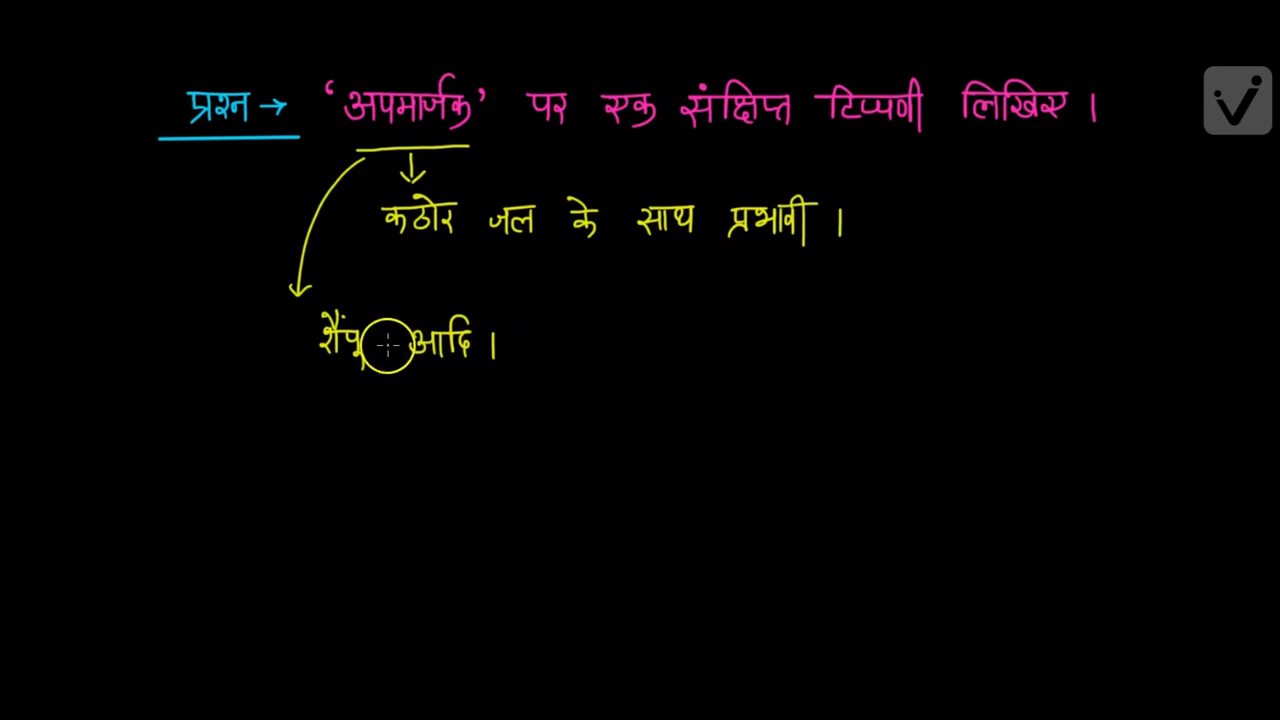 प्रश्न → 'अपमार्जक' पर एक संक्षिप्त टिप्पणी लिखिए ।
कठोर जल के साथ प्रभावी ।
शैंपू आदि ।